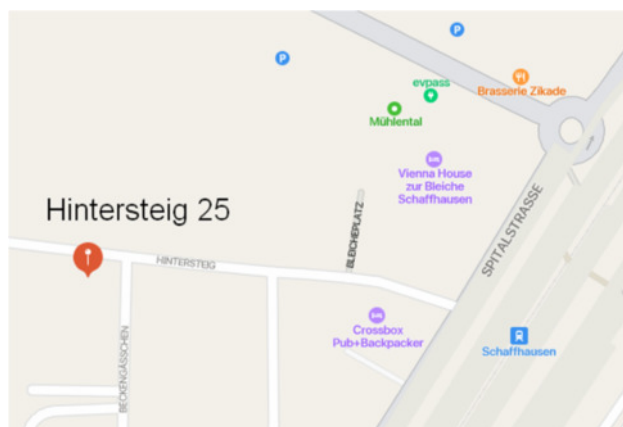 P
P
evpass
Brasserie Zikade
Mühlental
Vienna House
zur Bleiche
Schaffhausen
Hintersteig 25
BLEICHEPLATZ
SPITALSTRASSE
HINTERSTEIG
Crossbox
Pub+Backpacker
Schaffhausen
BECKENGÄSSCHEN